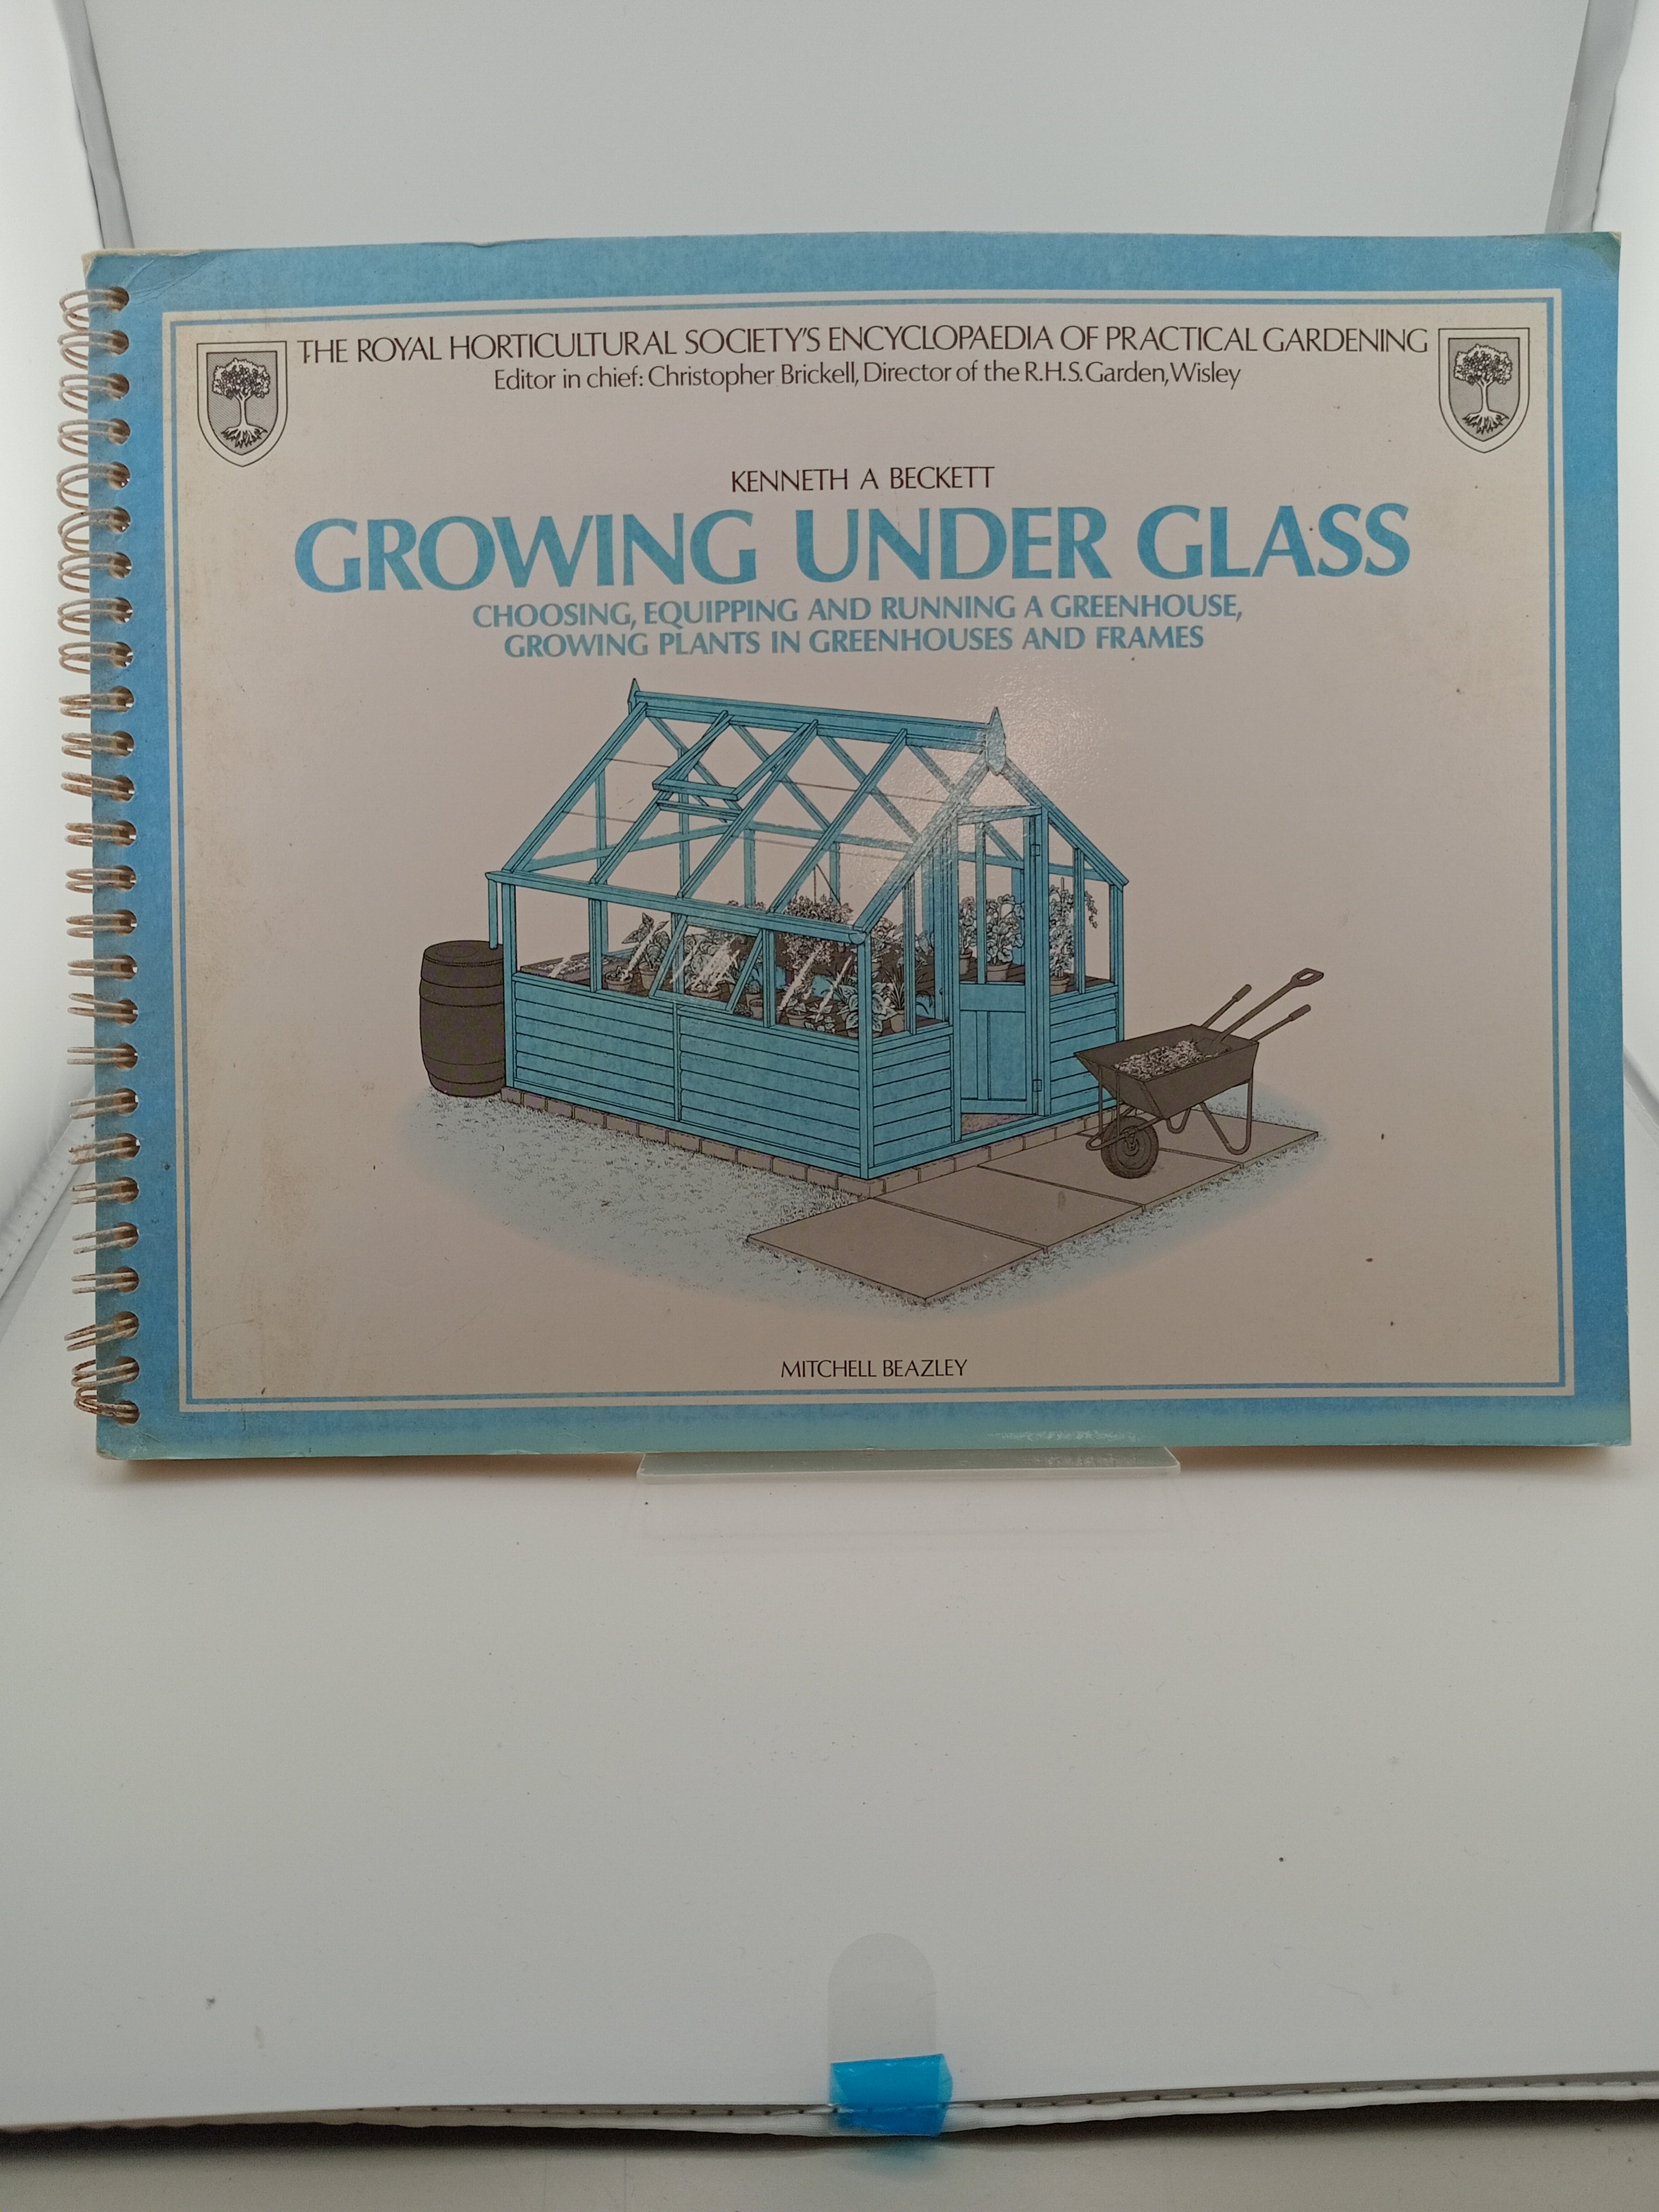 THE ROYAL HORTICULTURAL SOCIETY'S ENCYCLOPAEDIA OF PRACTICAL GARDENING
Editor in chief: Christopher Brickell, Director of the R.H.S. Garden, Wisley
KENNETH A BECKETT
GROWING UNDER GLASS
CHOOSING, EQUIPPING AND RUNNING A GREENHOUSE,
GROWING PLANTS IN GREENHOUSES AND FRAMES
MITCHELL BEAZLEY